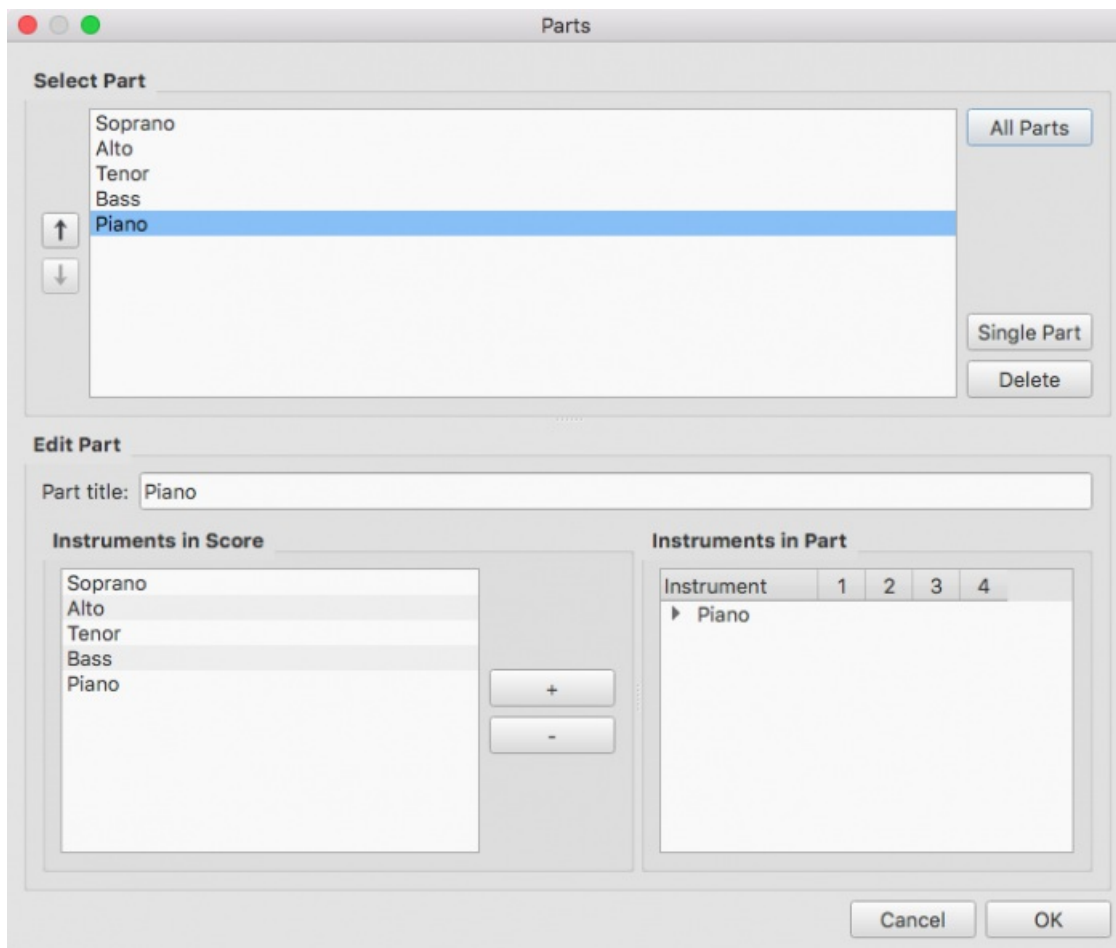 Parts
Select Part
Soprano
Alto
Tenor
Bass
Piano
All Parts
Single Part
Delete
Edit Part
Part title: Piano
Instruments in Score
Soprano
Alto
Tenor
Bass
Piano
+
-
Instruments in Part
Instrument 1 2 3 4
Piano
Cancel OK